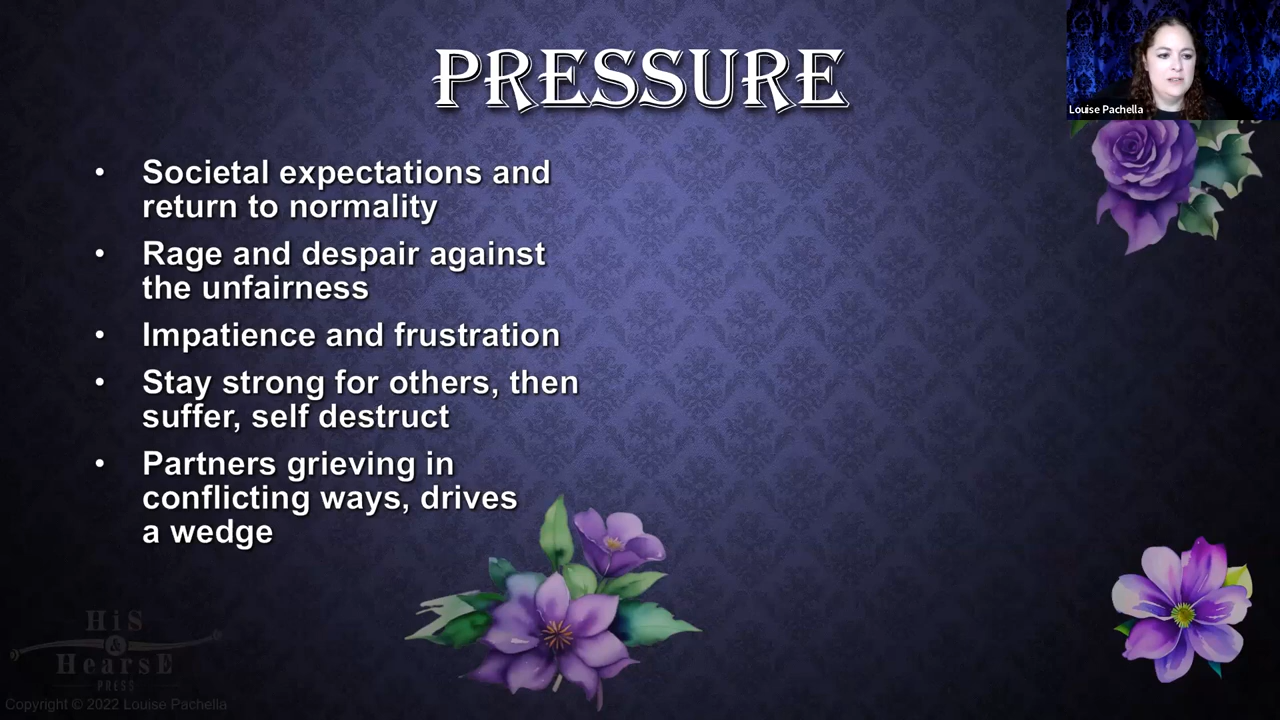 PRESSURE
Louise Pachella
• Societal expectations and
return to normality
• Rage and despair against
the unfairness
• Impatience and frustration
• Stay strong for others, then
suffer, self destruct
• Partners grieving in
conflicting ways, drives
a wedge
HiS
&
HearsE
PRESS
Copyright © 2022 Louise Pachella